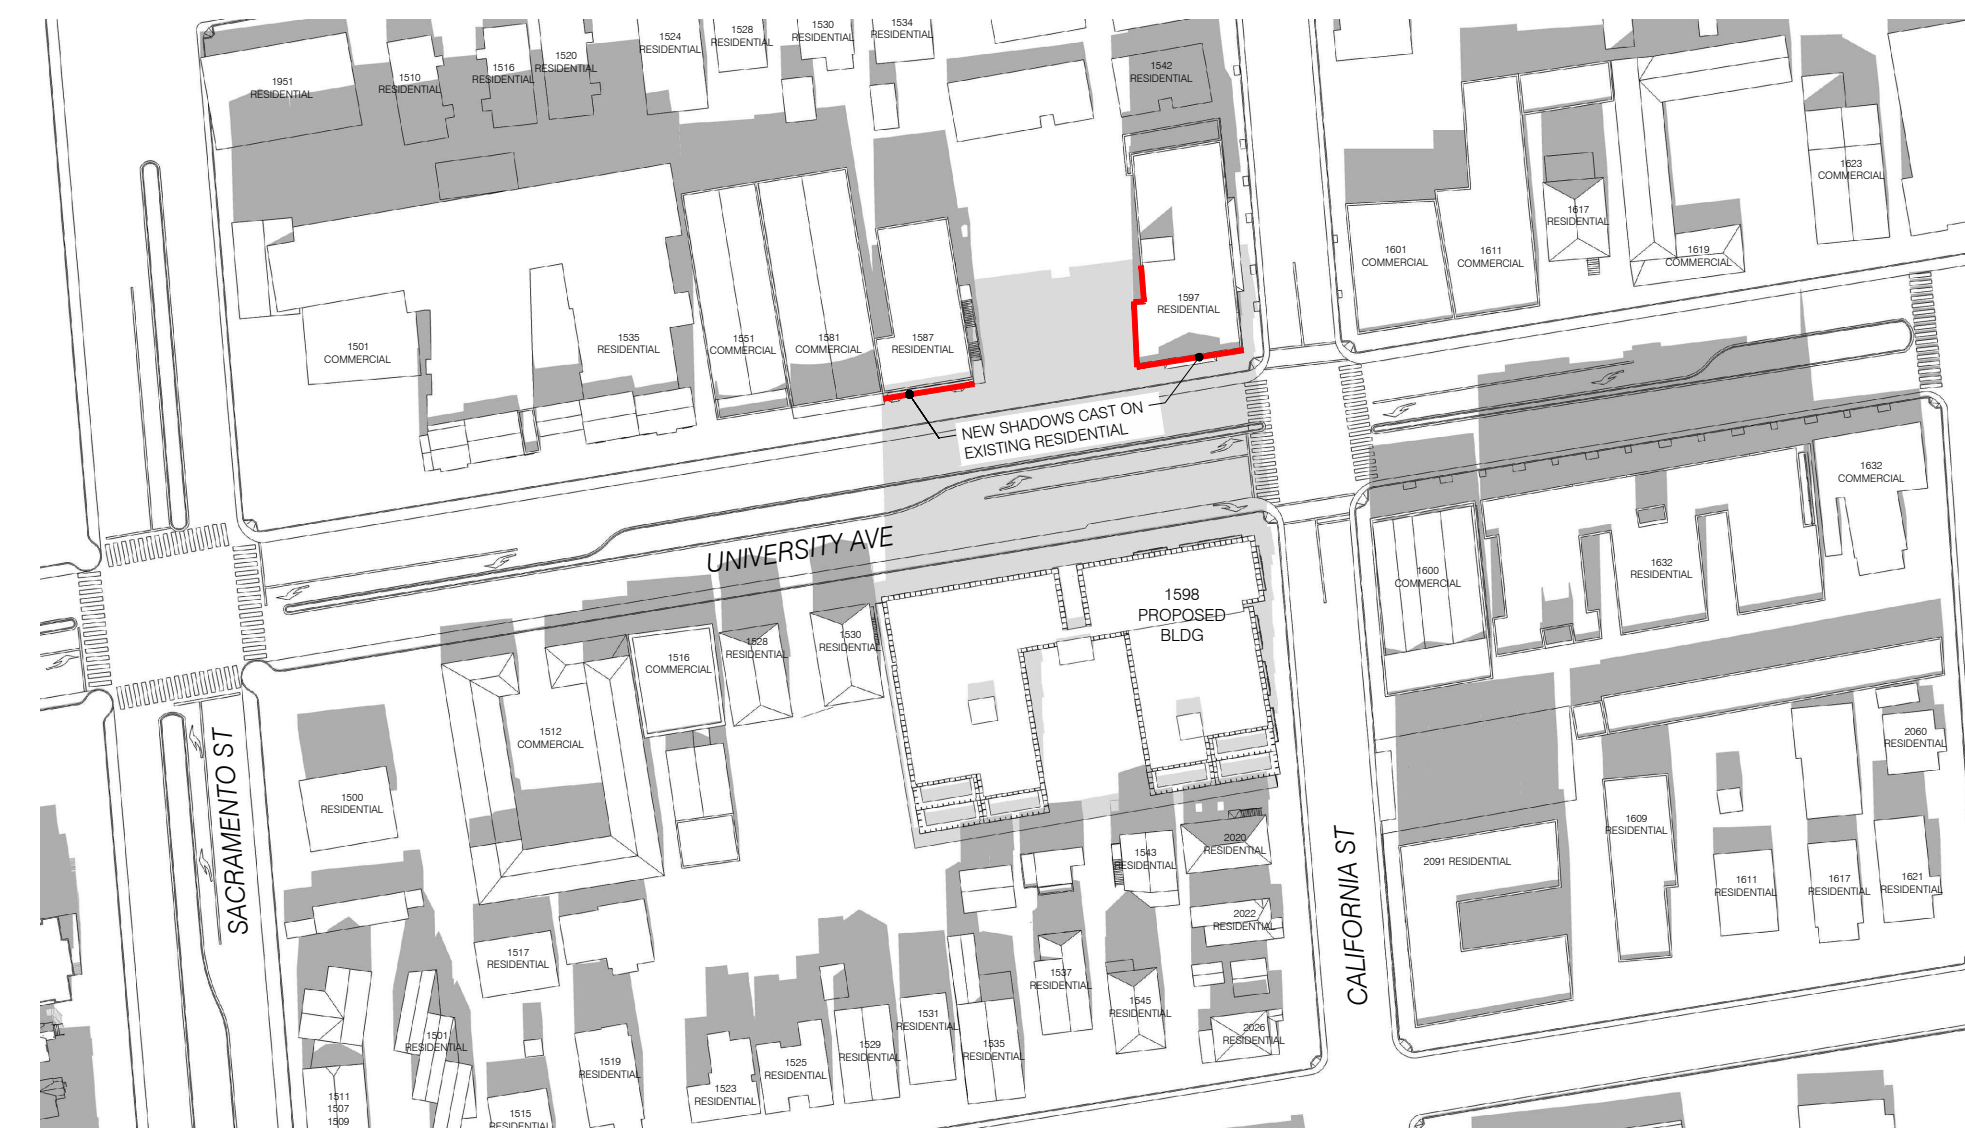 1951
RESIDENTIAL
1510
RESIDENTIAL
1516
RESIDENTIAL
1520
RESIDENTIAL
1524
RESIDENTIAL
1528
RESIDENTIAL
1530
RESIDENTIAL
1534
RESIDENTIAL
1542
RESIDENTIAL
1623
COMMERCIAL
1617
RESIDENTIAL
1601
COMMERCIAL
1611
COMMERCIAL
1619
COMMERCIAL
1501
COMMERCIAL
1535
RESIDENTIAL
1551
COMMERCIAL
1581
COMMERCIAL
1587
RESIDENTIAL
1597
RESIDENTIAL
NEW SHADOWS CAST ON
EXISTING RESIDENTIAL
UNIVERSITY AVE
1632
COMMERCIAL
1600
COMMERCIAL
1632
RESIDENTIAL
1598
PROPOSED
BLDG
1516
COMMERCIAL
1528
RESIDENTIAL
1530
RESIDENTIAL
1512
COMMERCIAL
1500
RESIDENTIAL
SACRAMENTO ST
2060
RESIDENTIAL
1609
RESIDENTIAL
2091 RESIDENTIAL
1611
RESIDENTIAL
1617
RESIDENTIAL
1621
RESIDENTIAL
1543
RESIDENTIAL
2020
RESIDENTIAL
2022
RESIDENTIAL
CALIFORNIA ST
1517
RESIDENTIAL
1537
RESIDENTIAL
1545
RESIDENTIAL
2026
RESIDENTIAL
1501
RESIDENTIAL
1519
RESIDENTIAL
1523
RESIDENTIAL
1525
RESIDENTIAL
1529
RESIDENTIAL
1531
RESIDENTIAL
1535
RESIDENTIAL
1511
1507
1509
1515
RESIDENTIAL